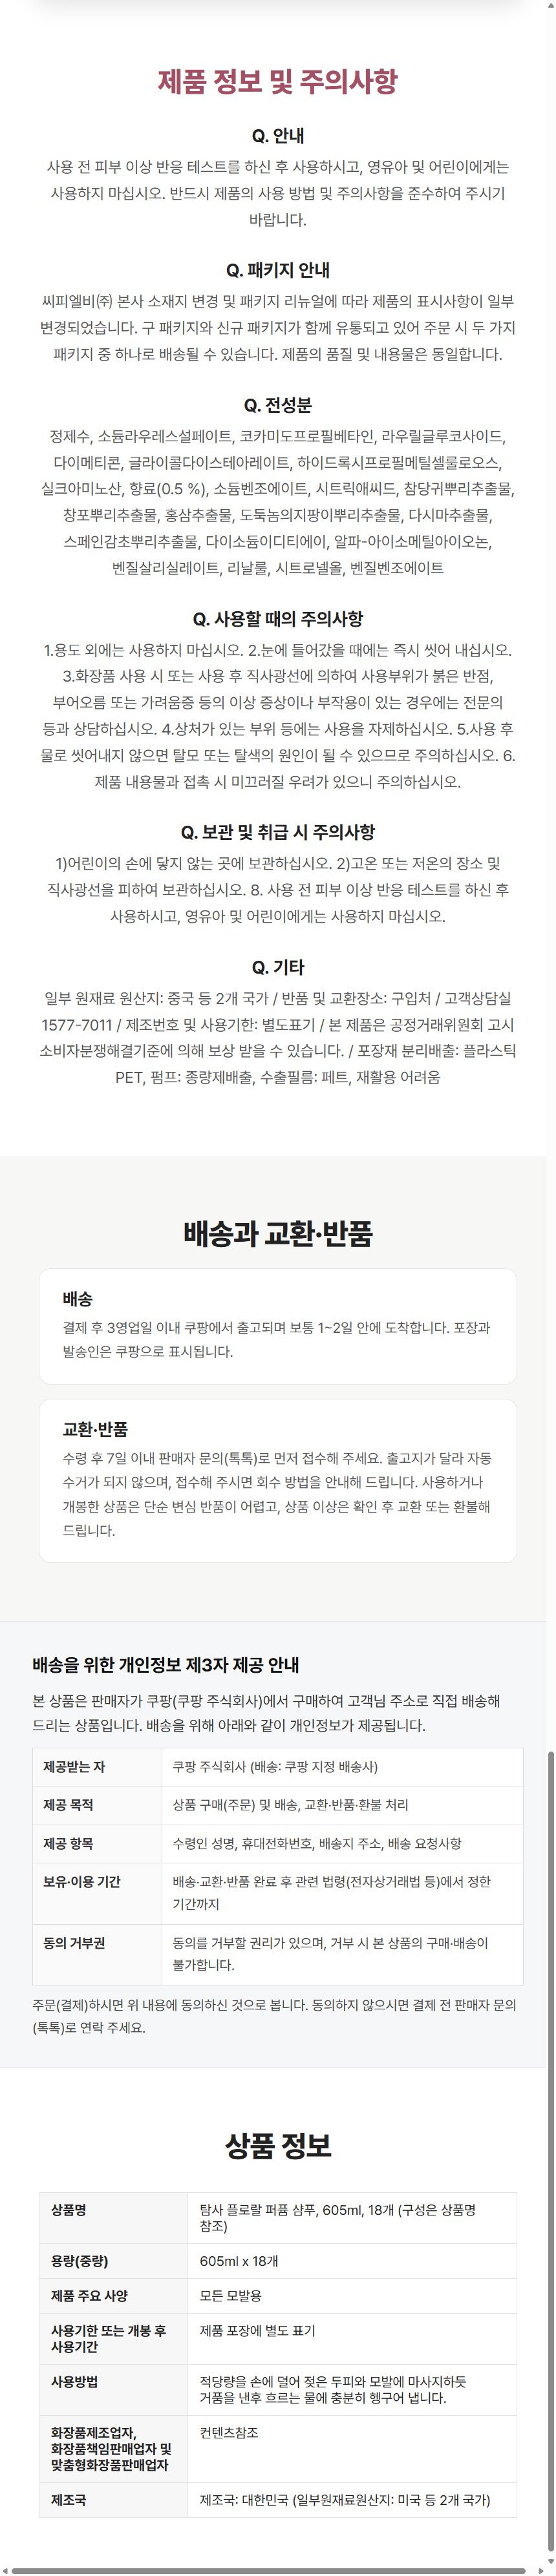 제품 정보 및 주의사항
Q. 안내
사용 전 피부 이상 반응 테스트를 하신 후 사용하시고, 영유아 및 어린이에게는
사용하지 마십시오. 반드시 제품의 사용 방법 및 주의사항을 준수하여 주시기
바랍니다.
Q. 패키지 안내
씨피엘비㈜ 본사 소재지 변경 및 패키지 리뉴얼에 따라 제품의 표시사항이 일부
변경되었습니다. 구 패키지와 신규 패키지가 함께 유통되고 있어 주문 시 두 가지
패키지 중 하나로 배송될 수 있습니다. 제품의 품질 및 내용물은 동일합니다.
Q. 전성분
정제수, 소듐라우레스설페이트, 코카미도프로필베타인, 라우릴글루코사이드,
다이메티콘, 글라이콜다이스테아레이트, 하이드록시프로필메틸셀룰로오스,
실크아미노산, 향료(0.5 %), 소듐벤조에이트, 시트릭애씨드, 참당귀뿌리추출물,
창포뿌리추출물, 홍삼추출물, 도둑놈의지팡이뿌리추출물, 다시마추출물,
스페인감초뿌리추출물, 다이소듐이디티에이, 알파-아이소메틸아이오논,
벤질살리실레이트, 리날룰, 시트로넬올, 벤질벤조에이트
Q. 사용할 때의 주의사항
1.용도 외에는 사용하지 마십시오. 2.눈에 들어갔을 때에는 즉시 씻어 내십시오.
3.화장품 사용 시 또는 사용 후 직사광선에 의하여 사용부위가 붉은 반점,
부어오름 또는 가려움증 등의 이상 증상이나 부작용이 있는 경우에는 전문의
등과 상담하십시오. 4.상처가 있는 부위 등에는 사용을 자제하십시오. 5.사용 후
물로 씻어내지 않으면 탈모 또는 탈색의 원인이 될 수 있으므로 주의하십시오. 6.
제품 내용물과 접촉 시 미끄러질 우려가 있으니 주의하십시오.
Q. 보관 및 취급 시 주의사항
1)어린이의 손에 닿지 않는 곳에 보관하십시오. 2)고온 또는 저온의 장소 및
직사광선을 피하여 보관하십시오. 8. 사용 전 피부 이상 반응 테스트를 하신 후
사용하시고, 영유아 및 어린이에게는 사용하지 마십시오.
Q. 기타
일부 원재료 원산지: 중국 등 2개 국가 / 반품 및 교환장소: 구입처 / 고객상담실
1577-7011 / 제조번호 및 사용기한: 별도표기 / 본 제품은 공정거래위원회 고시
소비자분쟁해결기준에 의해 보상 받을 수 있습니다. / 포장재 분리배출: 플라스틱
PET, 펌프: 종량제배출, 수출필름: 페트, 재활용 어려움
배송과 교환·반품
배송
결제 후 3영업일 이내 쿠팡에서 출고되며 보통 1~2일 안에 도착합니다. 포장과
발송인은 쿠팡으로 표시됩니다.
교환·반품
수령 후 7일 이내 판매자 문의(톡톡)로 먼저 접수해 주세요. 출고지가 달라 자동
수거가 되지 않으며, 접수해 주시면 회수 방법을 안내해 드립니다. 사용하거나
개봉한 상품은 단순 변심 반품이 어렵고, 상품 이상은 확인 후 교환 또는 환불해
드립니다.
배송을 위한 개인정보 제3자 제공 안내
본 상품은 판매자가 쿠팡(쿠팡 주식회사)에서 구매하여 고객님 주소로 직접 배송해
드리는 상품입니다. 배송을 위해 아래와 같이 개인정보가 제공됩니다.
제공받는 자 쿠팡 주식회사 (배송: 쿠팡 지정 배송사)
제공 목적 상품 구매(주문) 및 배송, 교환·반품·환불 처리
제공 항목 수령인 성명, 휴대전화번호, 배송지 주소, 배송 요청사항
보유·이용 기간 배송·교환·반품 완료 후 관련 법령(전자상거래법 등)에서 정한
기간까지
동의 거부권 동의를 거부할 권리가 있으며, 거부 시 본 상품의 구매·배송이
불가합니다.
주문(결제)하시면 위 내용에 동의하신 것으로 봅니다. 동의하지 않으시면 결제 전 판매자 문의
(톡톡)로 연락 주세요.
상품 정보
상품명 탐사 플로랄 퍼퓸 샴푸, 605ml, 18개 (구성은 상품명
참조)
용량(중량) 605ml x 18개
제품 주요 사양 모든 모발용
사용기한 또는 개봉 후 제품 포장에 별도 표기
사용기간
사용방법 적당량을 손에 덜어 젖은 두피와 모발에 마사지하듯
거품을 낸후 흐르는 물에 충분히 헹구어 냅니다.
화장품제조업자, 컨텐츠참조
화장품책임판매업자 및
맞춤형화장품판매업자
제조국 제조국: 대한민국 (일부원재료원산지: 미국 등 2개 국가)